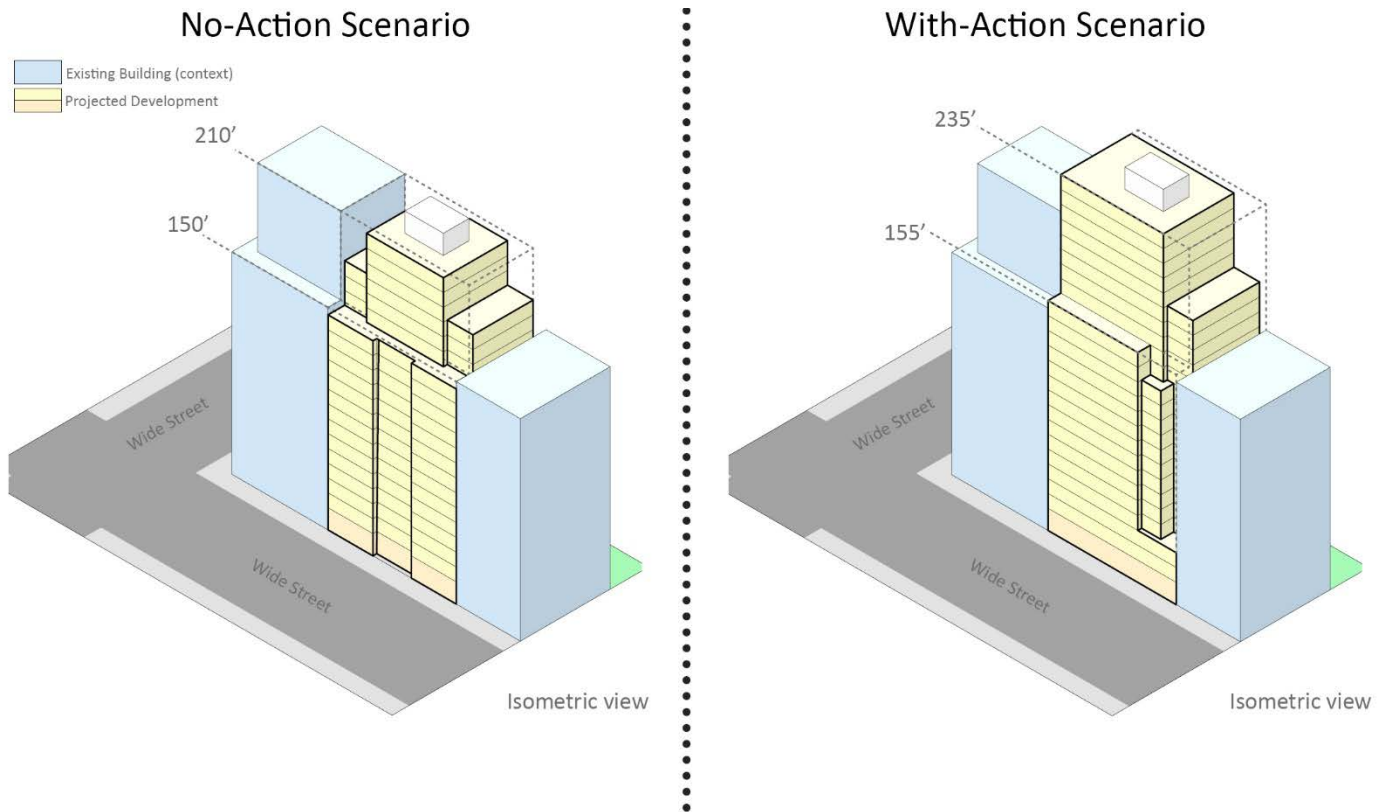 No-Action Scenario
Existing Building (context)
Projected Development
210’
150’
Wide Street
Wide Street
Isometric view
With-Action Scenario
235’
155’
Wide Street
Wide Street
Isometric view